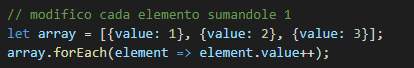 // modifico cada elemento sumandole 1
let array = [{value: 1}, {value: 2}, {value: 3}];
array.forEach(element => element.value++);